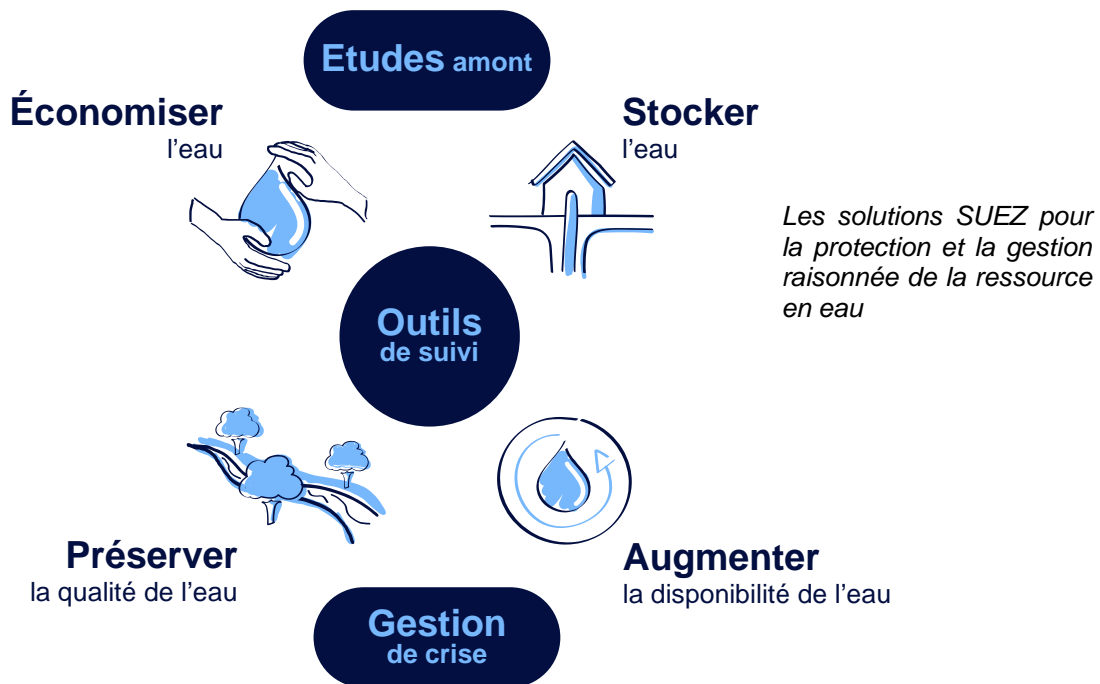 Etudes amont
Économiser
l'eau
Stocker
l'eau
Les solutions SUEZ pour
la protection et la gestion
raisonnée de la ressource
en eau
Outils
de suivi
Préserver
la qualité de l'eau
Augmenter
la disponibilité de l'eau
Gestion
de crise